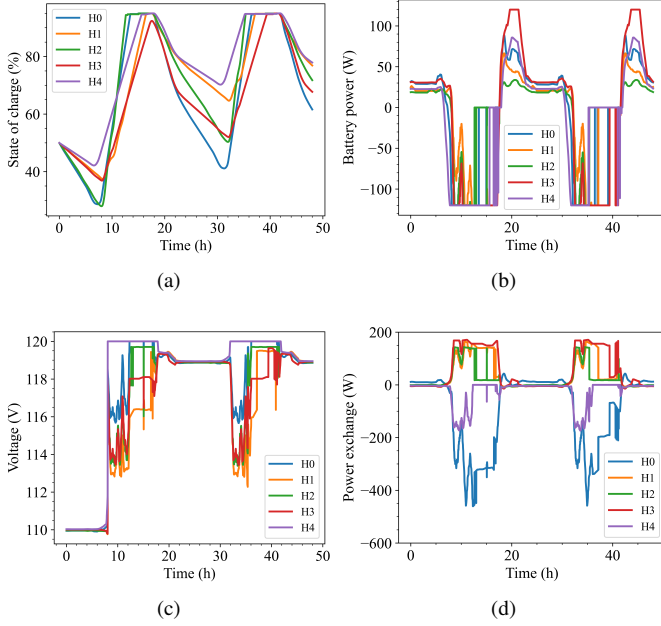 H0
H1
H2
H3
H4
State of charge (%)
80
60
40
0
10
20
30
40
50
Time (h)
(a)
Battery power (W)
100
50
0
−50
−100
H0
H1
H2
H3
H4
0
20
40
Time (h)
(b)
Voltage (V)
120
118
116
114
112
110
H0
H1
H2
H3
H4
0
10
20
30
40
50
Time (h)
(c)
Power exchange (W)
200
0
−200
−400
−600
H0
H1
H2
H3
H4
0
20
40
Time (h)
(d)